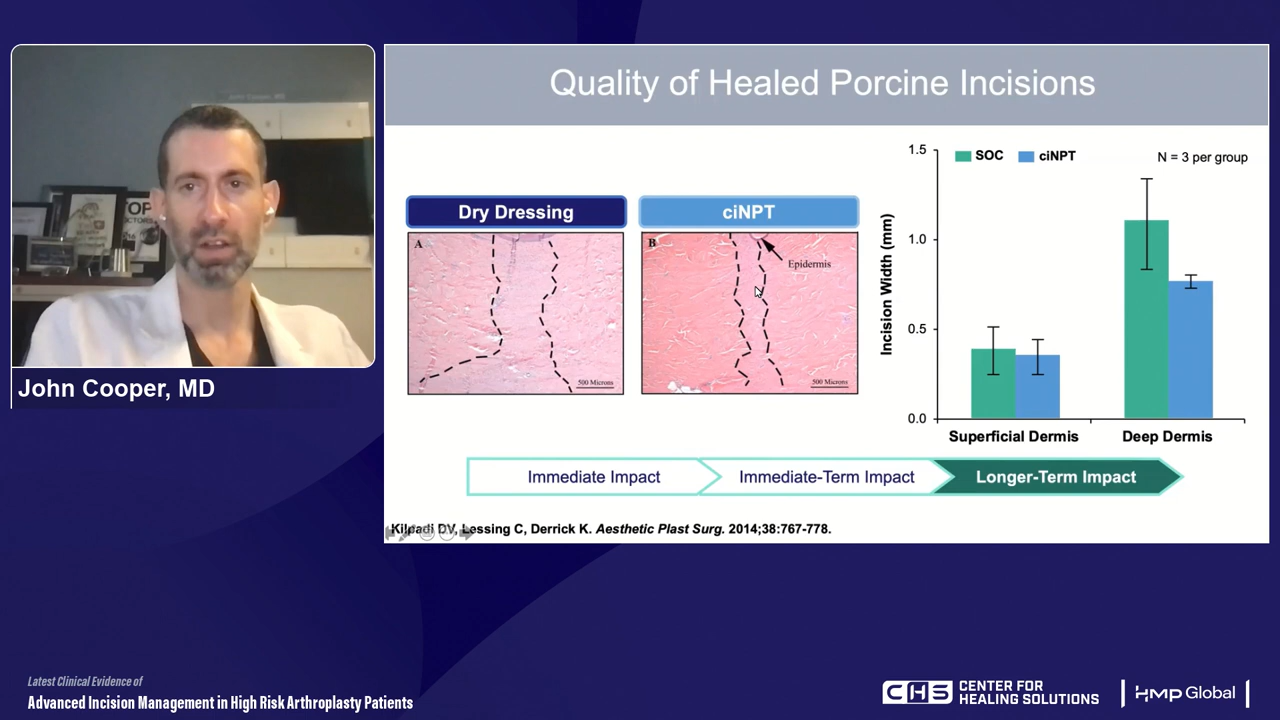 Quality of Healed Porcine Incisions
Dry Dressing
ciNPT
A
B
Epidermis
500 Microns
500 Microns
SOC
ciNPT
N = 3 per group
Incision Width (mm)
1.5
1.0
0.5
0.0
Superficial Dermis
Deep Dermis
Immediate Impact
Immediate-Term Impact
Longer-Term Impact
Kilpadi DV, Lessing C, Derrick K. Aesthetic Plast Surg. 2014;38:767-778.
TOP
John Cooper, MD
Latest Clinical Evidence of
Advanced Incision Management in High Risk Arthroplasty Patients
CHS
CENTER FOR
HEALING SOLUTIONS
HMP Global